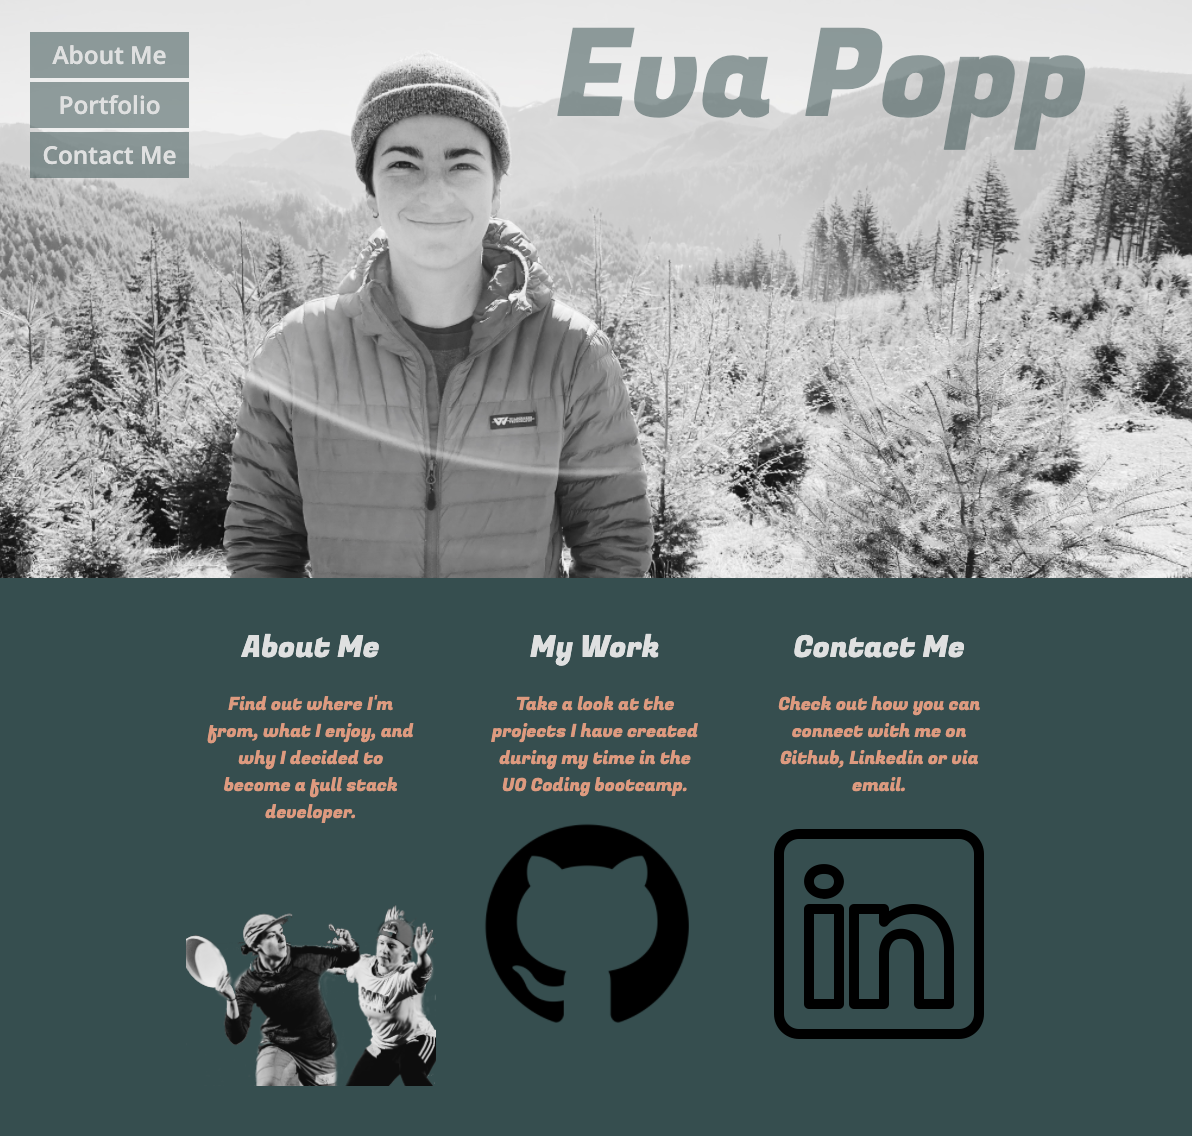 About Me
Portfolio
Contact Me
Eva Popp
About Me
Find out where I'm
from, what I enjoy, and
why I decided to
become a full stack
developer.
My Work
Take a look at the
projects I have created
during my time in the
UO Coding bootcamp.
Contact Me
Check out how you can
connect with me on
Github, Linkedin or via
email.
in